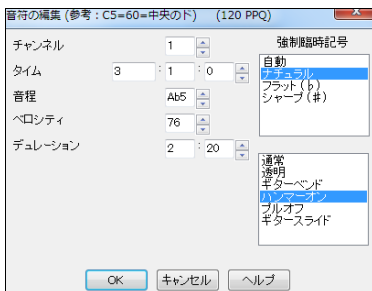 音符の編集 (参考：C5=60=中央のド) (120 PPQ)
チャンネル 1
タイム 3 : 1 : 0
音程 Ab5
ベロシティ 76
デュレーション 2 : 20
強制臨時記号
自動
ナチュラル
フラット(♭)
シャープ(♯)
通常
透明
ギターベンド
ハンマーオン
プルオフ
ギタースライド
OK キャンセル ヘルプ